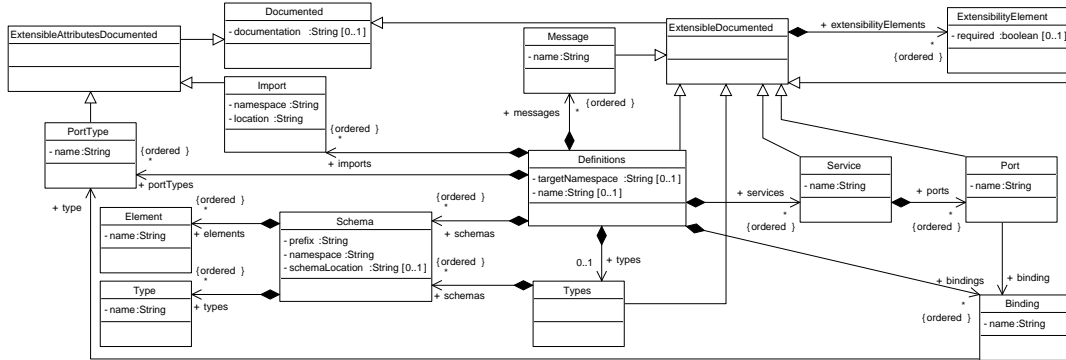 Documented
- documentation :String [0..1]
ExtensibleAttributesDocumented
ExtensibleDocumented
+ extensibilityElements
*
{ordered }
ExtensibilityElement
- required :boolean [0..1]
Message
- name :String
Import
- namespace :String
- location :String
+ messages
*
{ordered }
PortType
- name:String
{ordered }
*
+ imports
{ordered }
*
+ portTypes
Definitions
- targetNamespace :String [0..1]
- name:String [0..1]
Service
- name:String
Port
- name:String
+ services
*
{ordered }
+ ports
*
{ordered }
+ type
Element
- name:String
{ordered }
*
+ elements
Schema
- prefix :String
- namespace :String
- schemaLocation :String [0..1]
{ordered }
*
+ schemas
0..1
+ types
{ordered }
*
+ schemas
Type
- name:String
{ordered }
*
+ types
Types
+ bindings
*
{ordered }
+ binding
Binding
- name:String